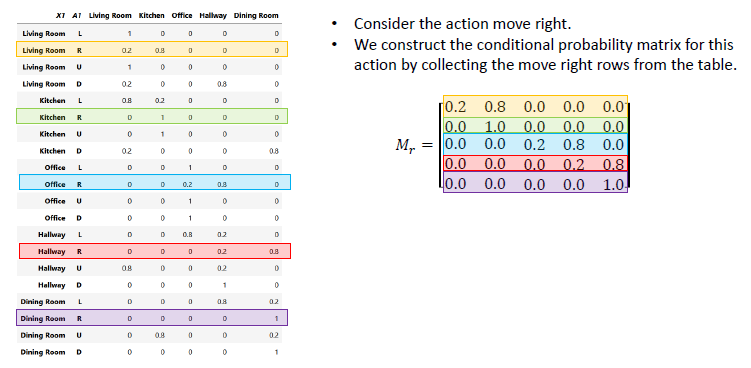 X1 A1 Living Room Kitchen Office Hallway Dining Room
Living Room L 1 0 0 0 0
Living Room R 0.2 0.8 0 0 0
Living Room U 1 0 0 0 0
Living Room D 0.2 0 0 0.8 0
Kitchen L 0.8 0.2 0 0 0
Kitchen R 0 1 0 0 0
Kitchen U 0 1 0 0 0
Kitchen D 0.2 0 0 0 0.8
Office L 0 0 1 0 0
Office R 0 0 0.2 0.8 0
Office U 0 0 1 0 0
Office D 0 0 1 0 0
Hallway L 0 0 0.8 0.2 0
Hallway R 0 0 0 0.2 0.8
Hallway U 0.8 0 0 0.2 0
Hallway D 0 0 0 1 0
Dining Room L 0 0 0 0.8 0.2
Dining Room R 0 0 0 0 1
Dining Room U 0 0.8 0 0 0.2
Dining Room D 0 0 0 0 1
• Consider the action move right.
• We construct the conditional probability matrix for this
action by collecting the move right rows from the table.
0.2 0.8 0.0 0.0 0.0
0.0 1.0 0.0 0.0 0.0
Mr = 0.0 0.0 0.2 0.8 0.0
0.0 0.0 0.0 0.2 0.8
0.0 0.0 0.0 0.0 1.0